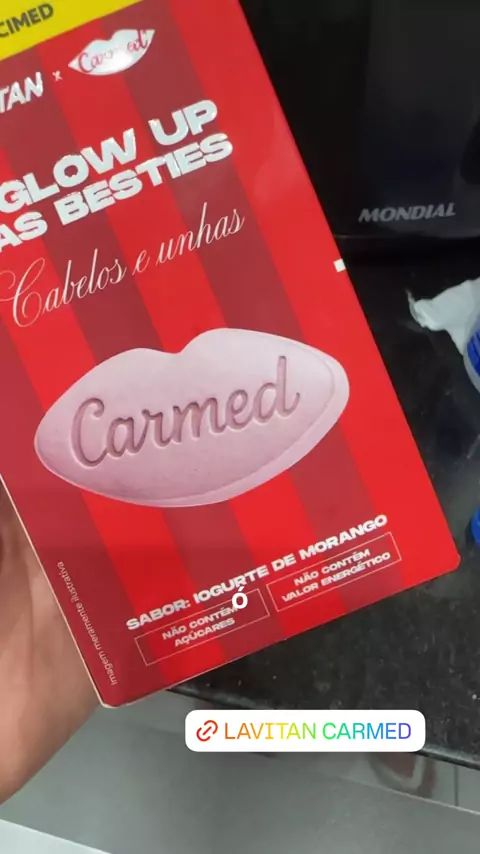 CIMED
TAN x Carmed
GLOW UP
AS BESTIES
Cabelos e unhas
MONDIAL
Carmed
SABOR: IOGURTE DE MORANGO
NÃO CONTÉM
AÇÚCARES
NÃO CONTÉM
VALOR ENERGÉTICO
Ó
Imagem meramente ilustrativa
LAVITAN CARMED